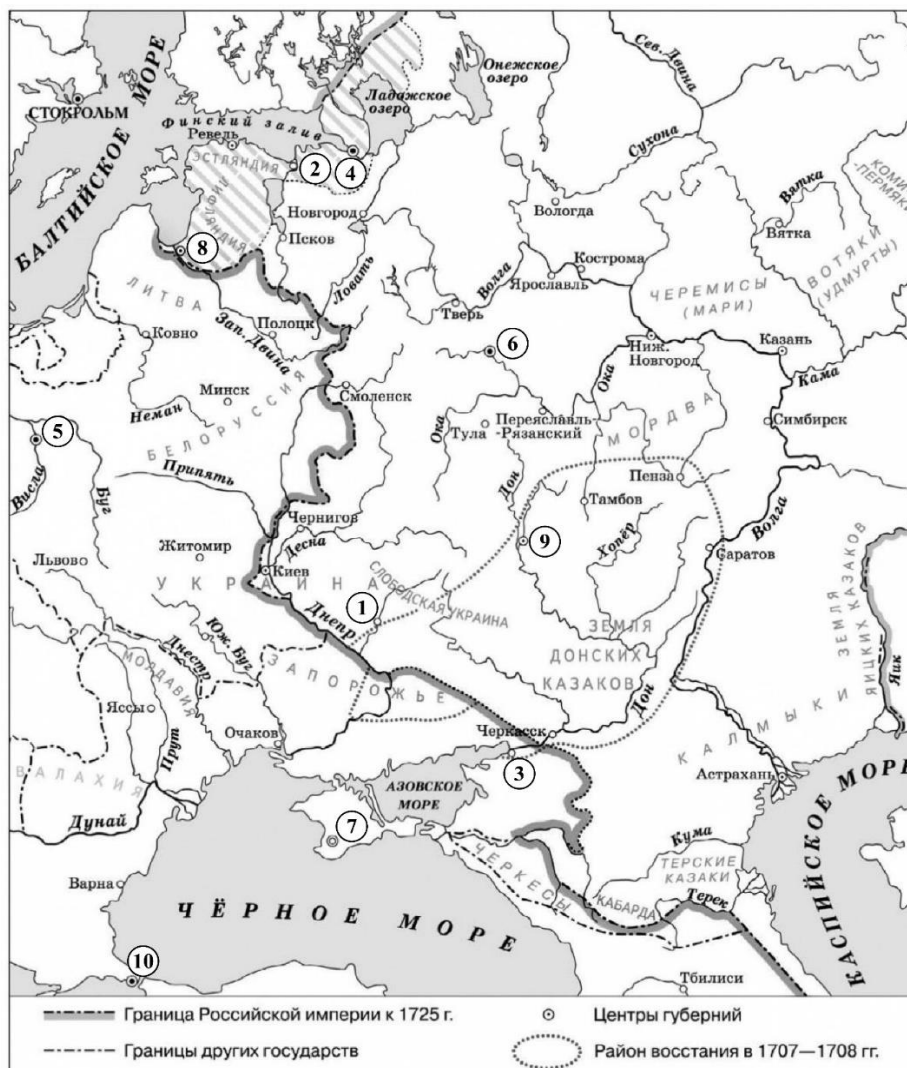 СТОКРОЛЬМ
БАЛТИЙСКОЕ МОРЕ
Финский залив
Ладажское озеро
Онежское озеро
Сев. Двина
Сухона
Ревель
ЭСТЛЯНДИЯ
ЛИФЛЯНДИЯ
2
4
Новгород
Псков
8
Вологда
Вятка
Вятка
КОМИ-ПЕРМЯКИ
ВОТЯКИ
(УДМУРТЫ)
ЧЕРЕМИСЫ
(МАРИ)
Кострома
Ярославль
Волга
Тверь
Ловать
ЛИТВА
Зап. Двина
Полоцк
Ковно
6
Ниж. Новгород
Казань
Кама
Минск
Смоленск
Неман
БЕЛОРУССИЯ
Ока
Ока
Тула
Переяславль-Рязанский
МОРДВА
Симбирск
5
Висла
Буг
Припять
Дон
Пенза
Тамбов
Волга
Чернигов
Десна
9
Хопёр
Саратов
Львово
Житомир
Киев
УКРАИНА
1
СЛОБОДСКАЯ УКРАИНА
Днепр
ЗЕМЛЯ ДОНСКИХ КАЗАКОВ
ЗЕМЛЯ ЯИЦКИХ КАЗАКОВ
Яик
Юж. Буг
Днестр
МОЛДАВИЯ
ЗАПОРОЖЬЕ
Дон
КАЛМЫКИ
Яссы
Прут
Очаков
Черкасск
3
Астрахань
ВАЛАХИЯ
АЗОВСКОЕ МОРЕ
Дунай
7
Кума
ТЕРСКИЕ КАЗАКИ
ЧЕРКЕСЫ
КАБАРДА
Терек
КАСПИЙСКОЕ МОРЕ
Варна
ЧЁРНОЕ МОРЕ
10
Тбилиси
Граница Российской империи к 1725 г.
Центры губерний
Границы других государств
Район восстания в 1707—1708 гг.